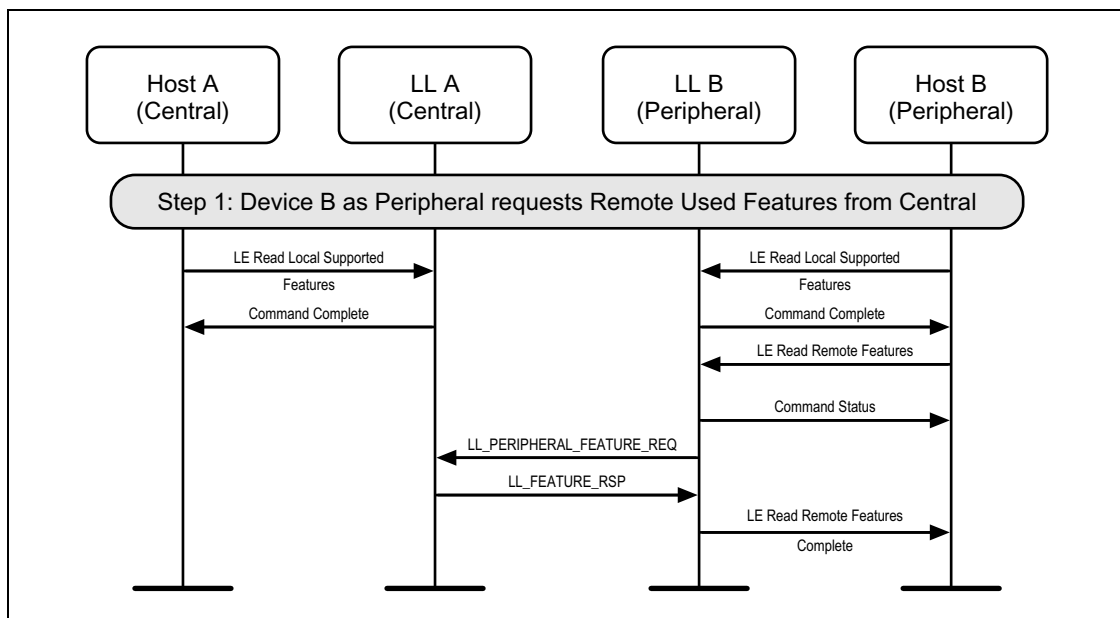 Host A
(Central)
LL A
(Central)
LL B
(Peripheral)
Host B
(Peripheral)
Step 1: Device B as Peripheral requests Remote Used Features from Central
LE Read Local Supported
Features
LE Read Local Supported
Features
Command Complete
Command Complete
LE Read Remote Features
Command Status
LL_PERIPHERAL_FEATURE_REQ
LL_FEATURE_RSP
LE Read Remote Features
Complete